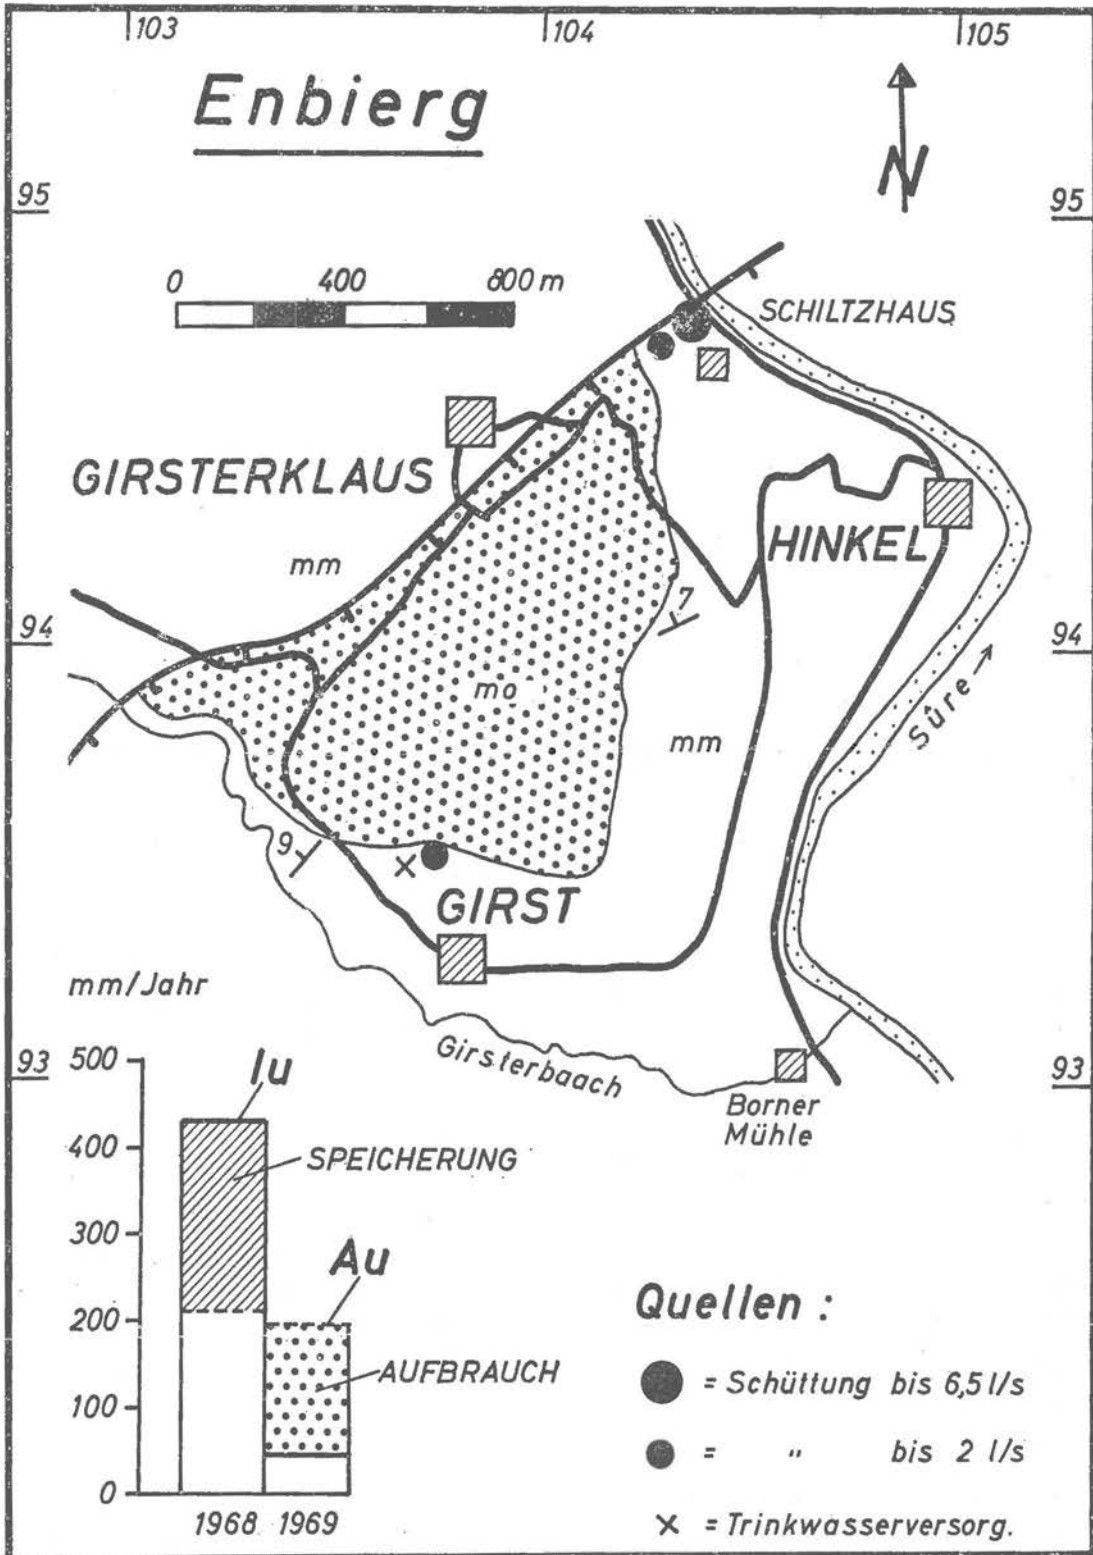 103 104 105
Enbierg
N
95 95
0 400 800 m
SCHILTZHAUS
GIRSTERKLAUS
HINKEL
mm
7
94 94
mo
mm
Sûre
9
GIRST
mm/Jahr
Girsterbaach
93 93
Borner
Mühle
500
Iu
400
SPEICHERUNG
300
Au
200
AUFBRAUCH
100
0
1968 1969
Quellen :
= Schüttung bis 6,5 l/s
= " bis 2 l/s
x = Trinkwasserversorg.